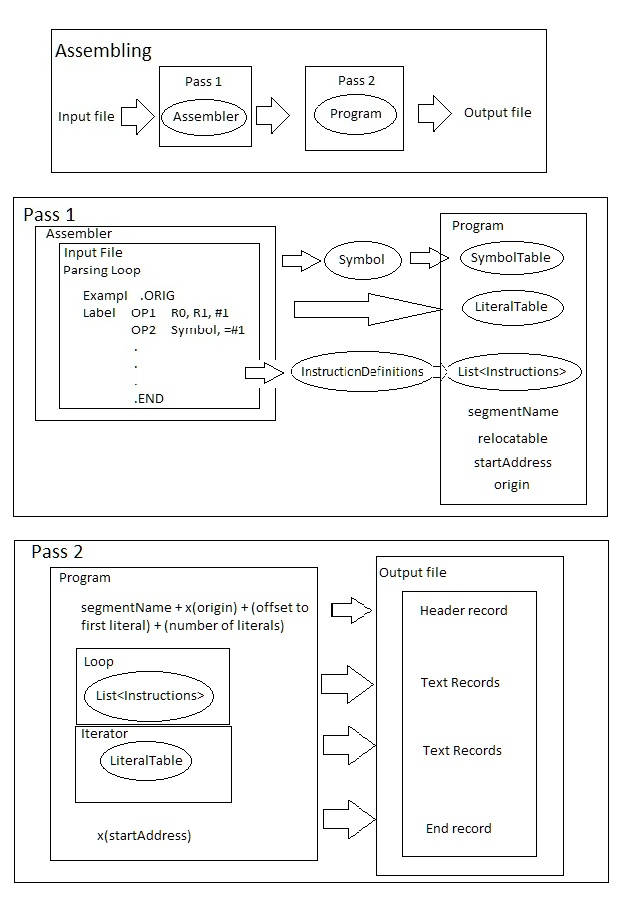 Assembling
Pass 1
Pass 2
Input file
Assembler
Program
Output file
Pass 1
Assembler
Input File
Parsing Loop
Exampl .ORIG
Label OP1 R0, R1, #1
OP2 Symbol, =#1
.
.
.
.END
Symbol
InstructionDefinitions
Program
SymbolTable
LiteralTable
List<Instructions>
segmentName
relocatable
startAddress
origin
Pass 2
Program
segmentName + x(origin) + (offset to
first literal) + (number of literals)
Loop
List<Instructions>
Iterator
LiteralTable
x(startAddress)
Output file
Header record
Text Records
Text Records
End record